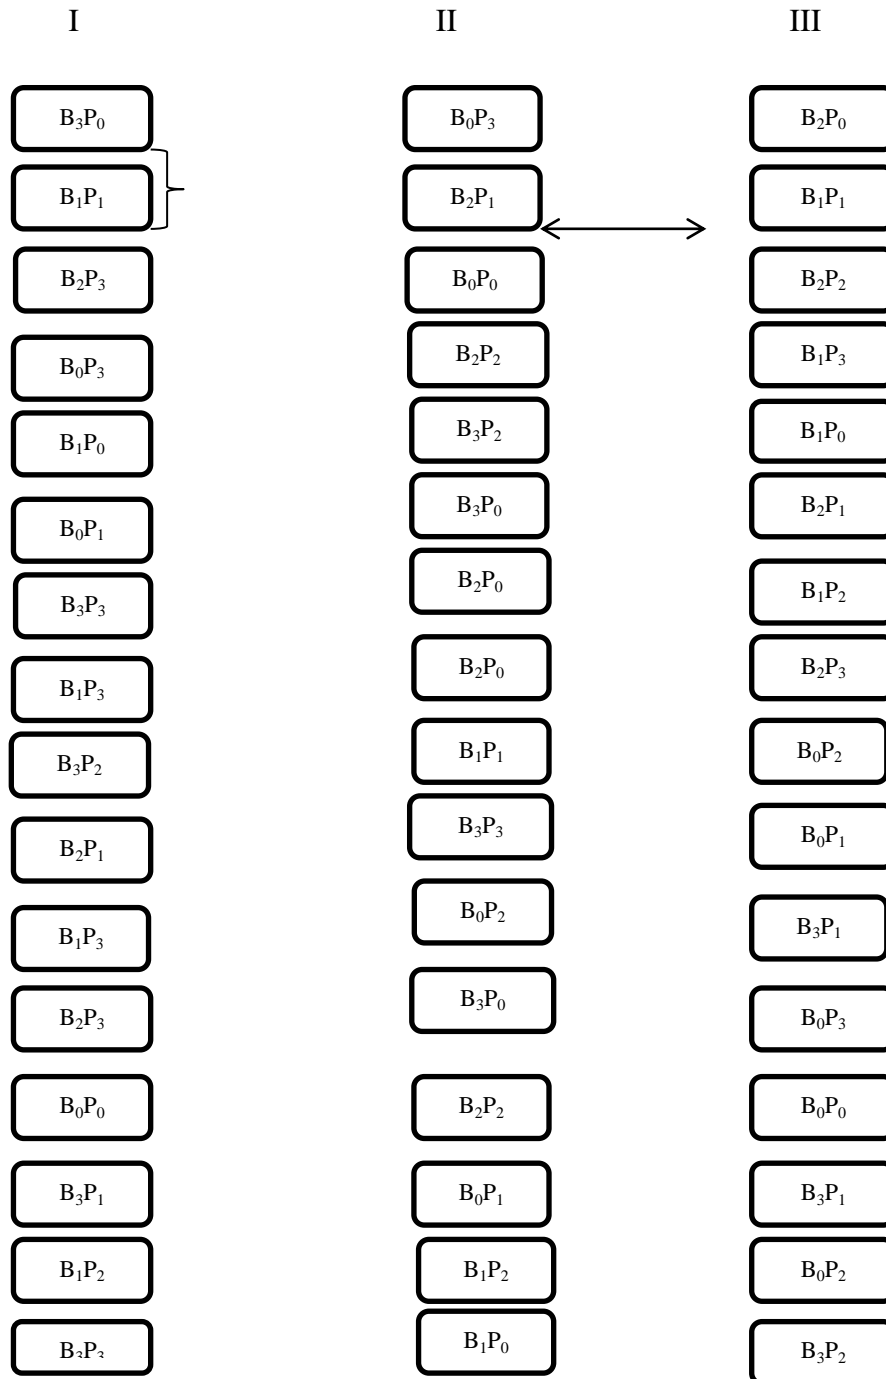 I II III
B₃P₀ B₀P₃ B₂P₀
B₁P₁ B₂P₁ B₁P₁
B₂P₃ B₀P₀ B₂P₂
B₀P₃ B₂P₂ B₁P₃
B₁P₀ B₃P₂ B₁P₀
B₀P₁ B₃P₀ B₂P₁
B₃P₃ B₂P₀ B₁P₂
B₁P₃ B₂P₀ B₂P₃
B₃P₂ B₁P₁ B₀P₂
B₂P₁ B₃P₃ B₀P₁
B₁P₃ B₀P₂ B₃P₁
B₂P₃ B₃P₀ B₀P₃
B₀P₀ B₂P₂ B₀P₀
B₃P₁ B₀P₁ B₃P₁
B₁P₂ B₁P₂ B₀P₂
B₃P₃ B₁P₀ B₃P₂